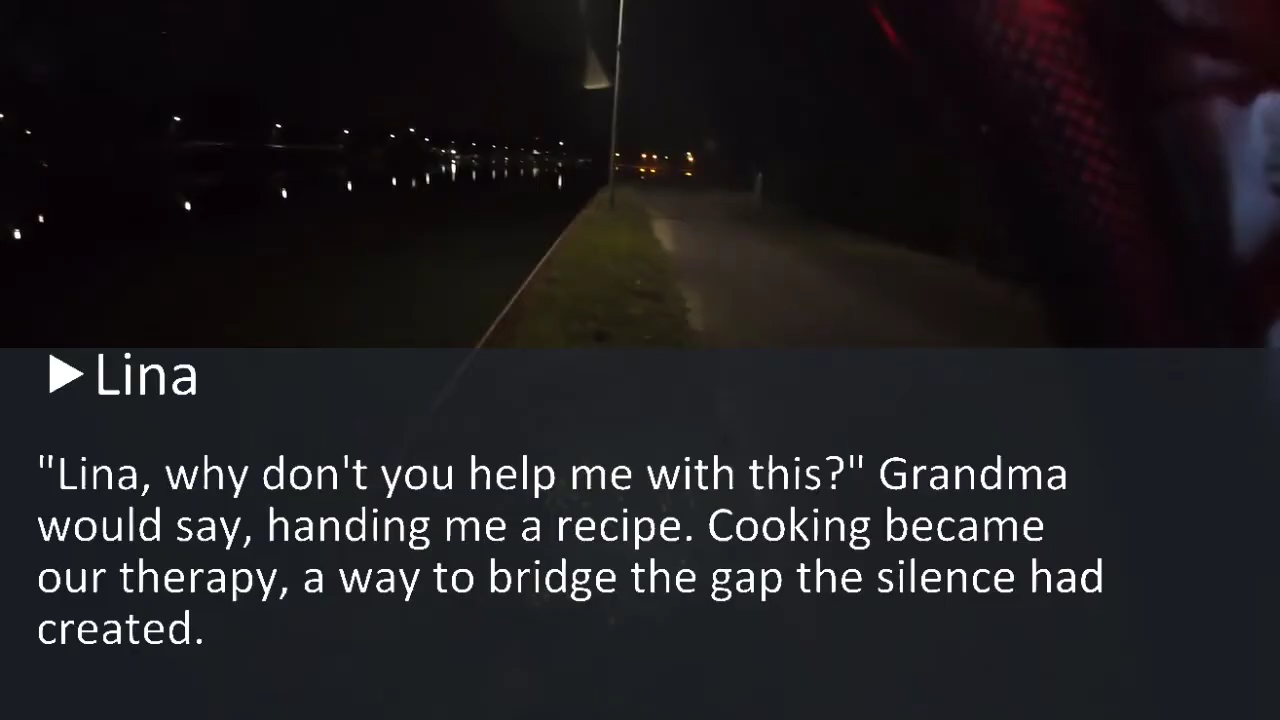 ▶Lina
"Lina, why don't you help me with this?" Grandma
would say, handing me a recipe. Cooking became
our therapy, a way to bridge the gap the silence had
created.